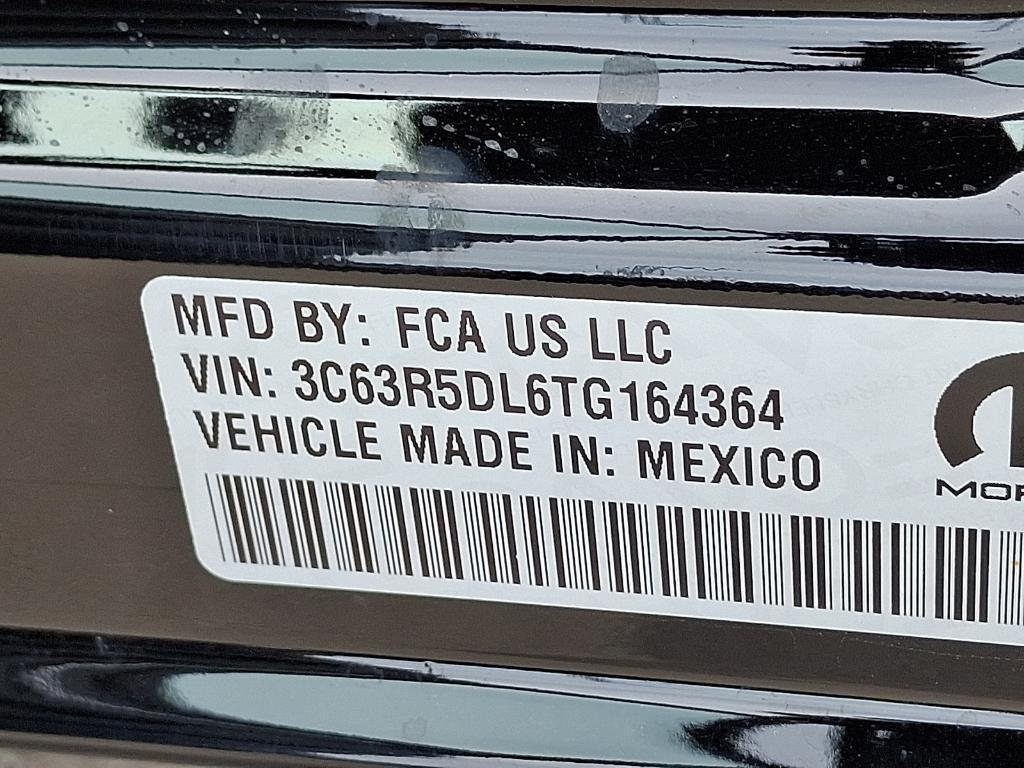 MFD BY: FCA US LLC
VIN: 3C63R5DL6TG164364
VEHICLE MADE IN: MEXICO